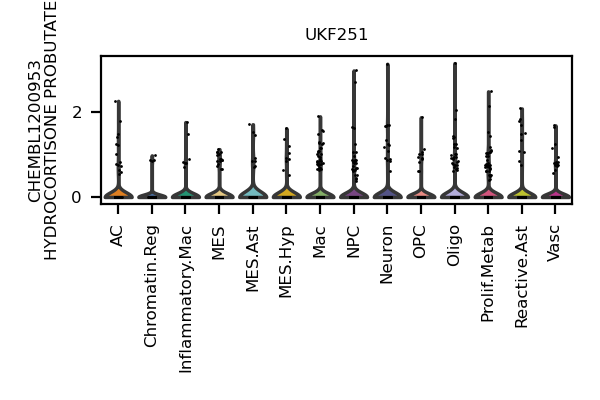 UKF251
CHEMBL1200953
HYDROCORTISONE PROBUTATE
2
0
AC
Chromatin.Reg
Inflammatory.Mac
MES
MES.Ast
MES.Hyp
Mac
NPC
Neuron
OPC
Oligo
Prolif.Metab
Reactive.Ast
Vasc